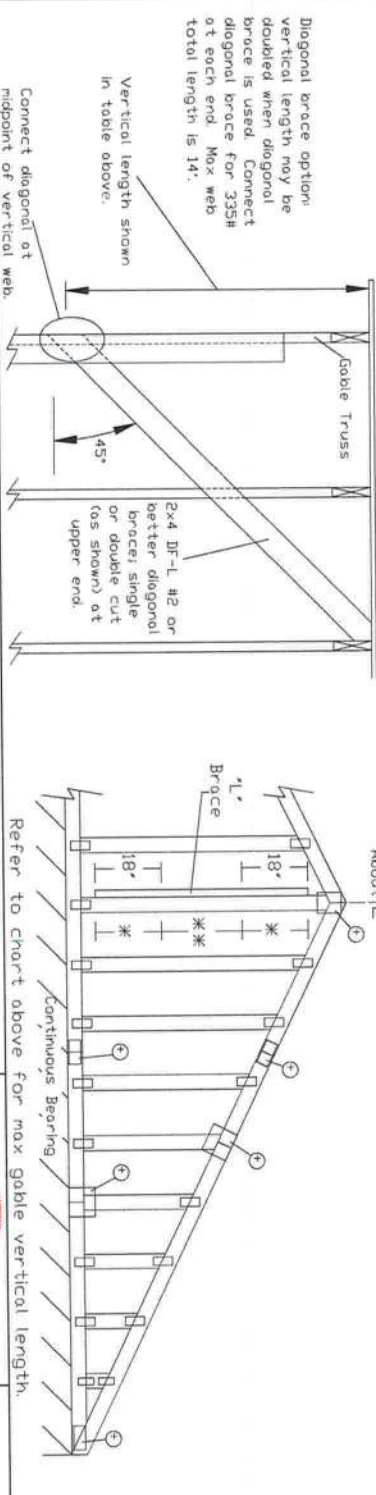 Diagonal brace option:
vertical length may be
doubled when diagonal
brace is used. Connect
diagonal brace for 335#
at each end. Max web
total length is 14'.
Vertical length shown
in table above.
Connect diagonal at
midpoint of vertical web.
Gable Truss
45°
2x4 DF-L #2 or
better diagonal
brace; single
or double cut
(as shown) at
upper end.
"L"
Brace
18"
18"
*
**
*
+
+
+
+
+
+
Continuous Bearing
Refer to chart above for max gable vertical length.